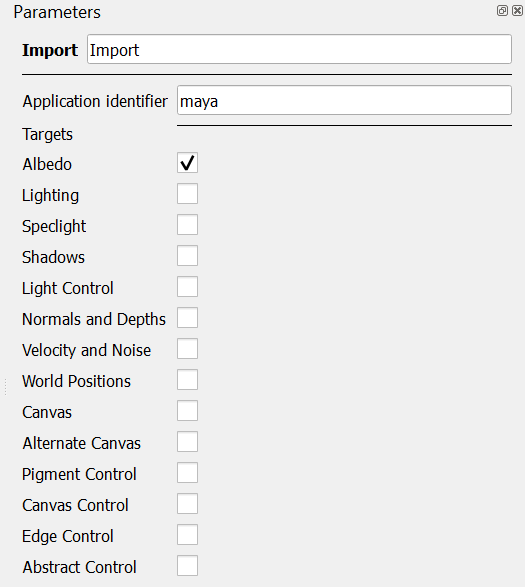 Parameters
Import Import
Application identifier maya
Targets
Albedo
Lighting
Speclight
Shadows
Light Control
Normals and Depths
Velocity and Noise
World Positions
Canvas
Alternate Canvas
Pigment Control
Canvas Control
Edge Control
Abstract Control